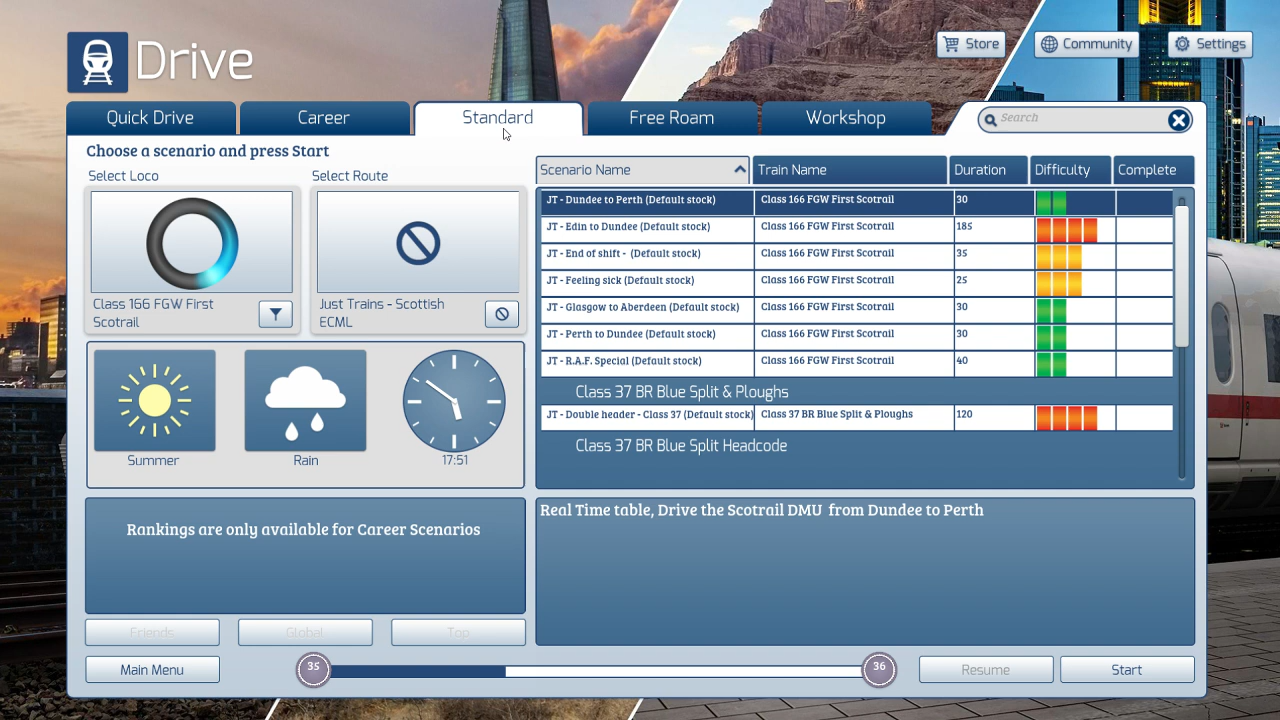 Drive
Store
Community
Settings
Quick Drive
Career
Standard
Free Roam
Workshop
Search
Choose a scenario and press Start
Select Loco
Select Route
Class 166 FGW First
Scotrail
Just Trains - Scottish
ECML
Summer
Rain
17:51
Scenario Name
Train Name
Duration
Difficulty
Complete
JT - Dundee to Perth (Default stock) Class 166 FGW First Scotrail 30
JT - Edin to Dundee (Default stock) Class 166 FGW First Scotrail 185
JT - End of shift - (Default stock) Class 166 FGW First Scotrail 35
JT - Feeling sick (Default stock) Class 166 FGW First Scotrail 25
JT - Glasgow to Aberdeen (Default stock) Class 166 FGW First Scotrail 30
JT - Perth to Dundee (Default stock) Class 166 FGW First Scotrail 30
JT - R.A.F. Special (Default stock) Class 166 FGW First Scotrail 40
Class 37 BR Blue Split & Ploughs
JT - Double header - Class 37 (Default stock) Class 37 BR Blue Split & Ploughs 120
Class 37 BR Blue Split Headcode
Rankings are only available for Career Scenarios
Real Time table, Drive the Scotrail DMU from Dundee to Perth
Friends
Global
Top
Main Menu
35
36
Resume
Start